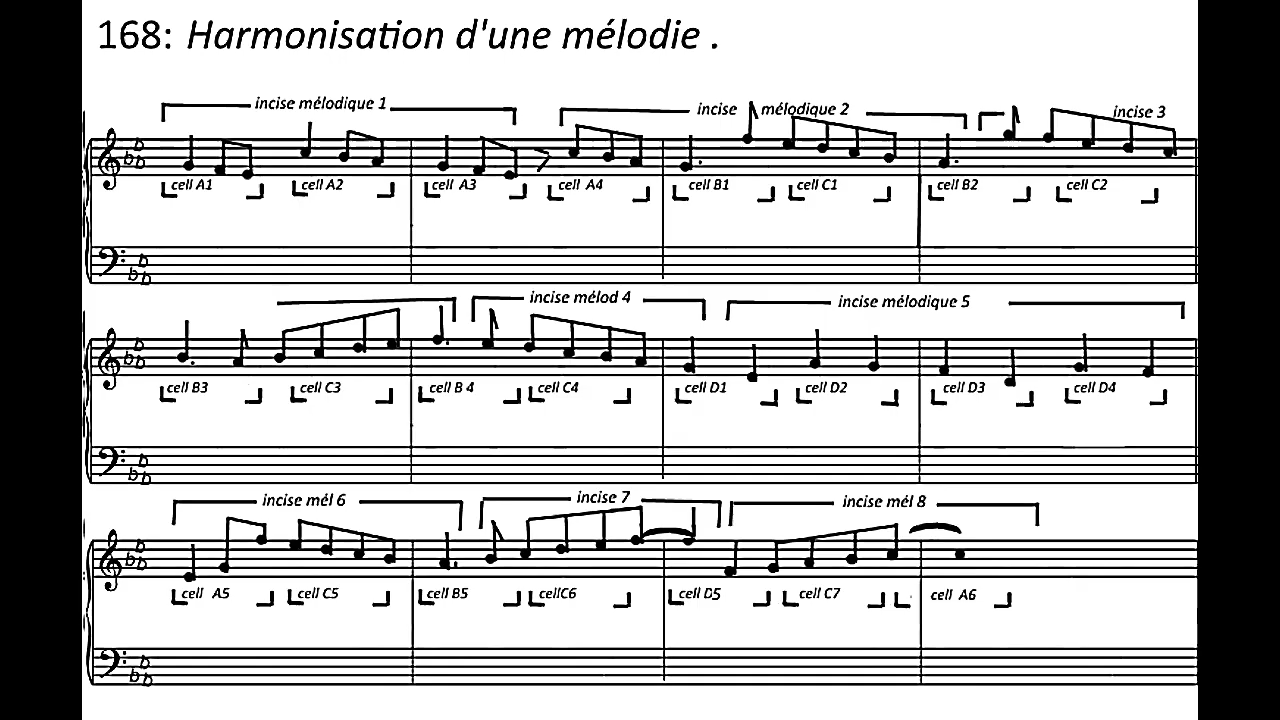 168: Harmonisation d'une mélodie .
incise mélodique 1 incise mélodique 2 incise 3
cell A1 cell A2 cell A3 cell A4 cell B1 cell C1 cell B2 cell C2
incise mélod 4 incise mélodique 5
cell B3 cell C3 cell B 4 cell C4 cell D1 cell D2 cell D3 cell D4
incise mél 6 incise 7 incise mél 8
cell A5 cell C5 cell B5 cellC6 cell D5 cell C7 cell A6